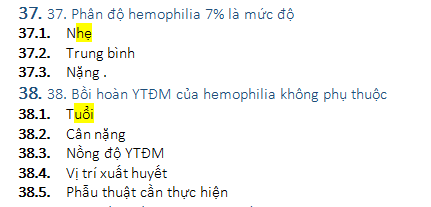 37. 37. Phân độ hemophilia 7% là mức độ
37.1. Nhẹ
37.2. Trung bình
37.3. Nặng .
38. 38. Bồi hoàn YTĐM của hemophilia không phụ thuộc
38.1. Tuổi
38.2. Cân nặng
38.3. Nồng độ YTĐM
38.4. Vị trí xuất huyết
38.5. Phẫu thuật cần thực hiện